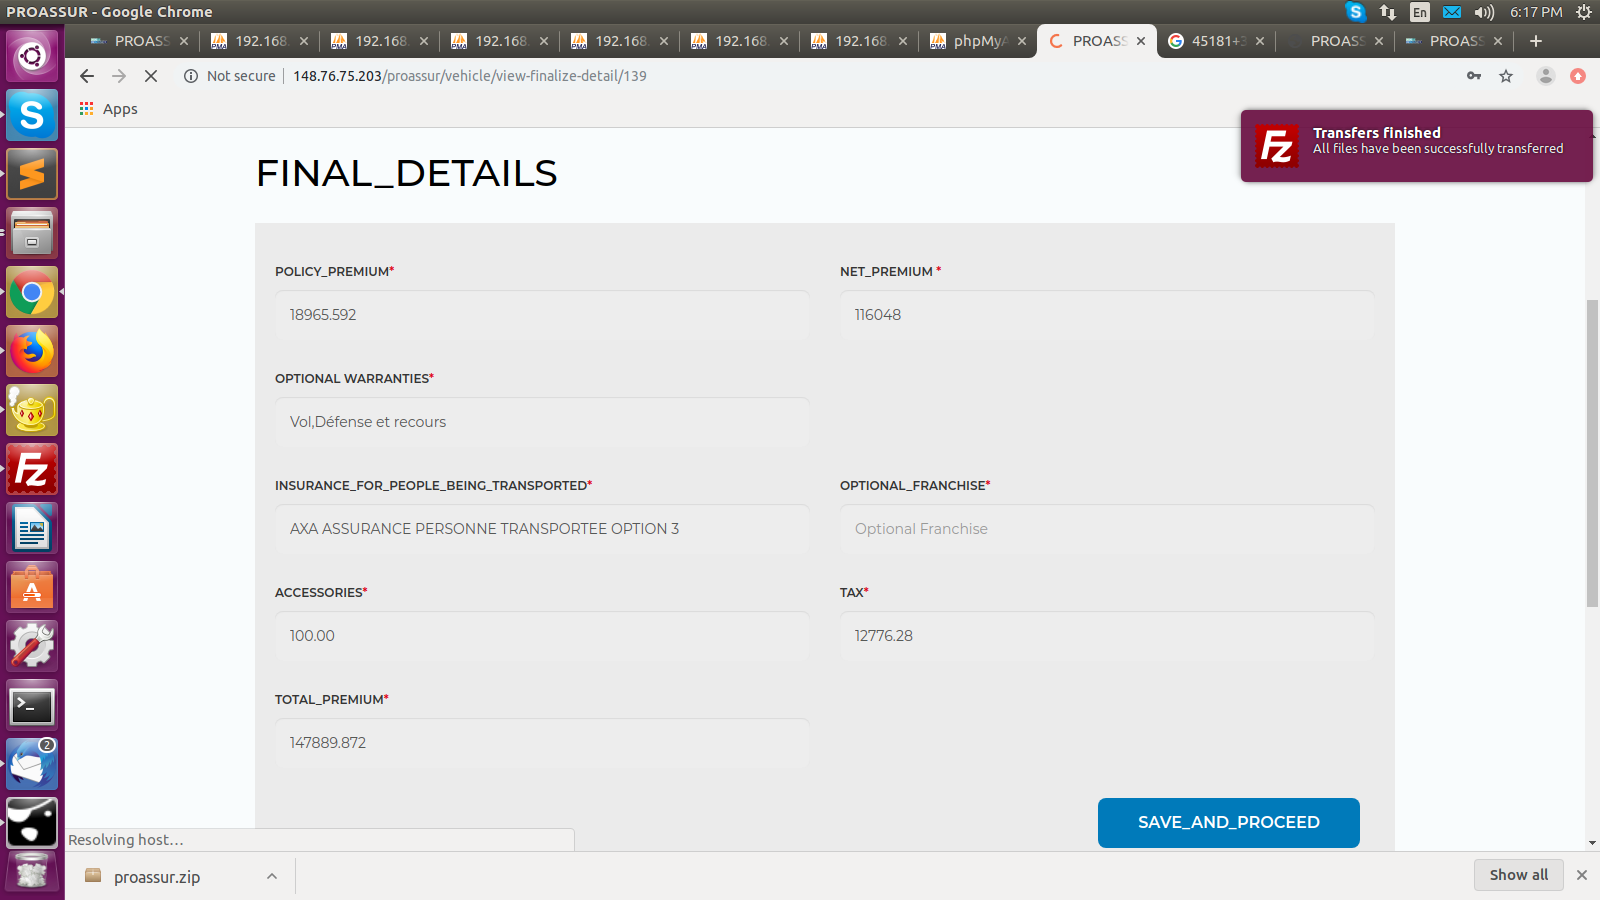 PROASSUR - Google Chrome
En
6:17 PM
PROASS
192.168.
192.168.
192.168.
192.168.
192.168.
192.168.
phpMyA
PROASS
45181+3
PROASS
PROASS
Not secure
148.76.75.203/proassur/vehicle/view-finalize-detail/139
Apps
Transfers finished
All files have been successfully transferred
FINAL_DETAILS
POLICY_PREMIUM*
NET_PREMIUM *
18965.592
116048
OPTIONAL WARRANTIES*
Vol,Défense et recours
INSURANCE_FOR_PEOPLE_BEING_TRANSPORTED*
OPTIONAL_FRANCHISE*
AXA ASSURANCE PERSONNE TRANSPORTEE OPTION 3
Optional Franchise
ACCESSORIES*
TAX*
100.00
12776.28
TOTAL_PREMIUM*
147889.872
SAVE_AND_PROCEED
2
Resolving host…
proassur.zip
Show all